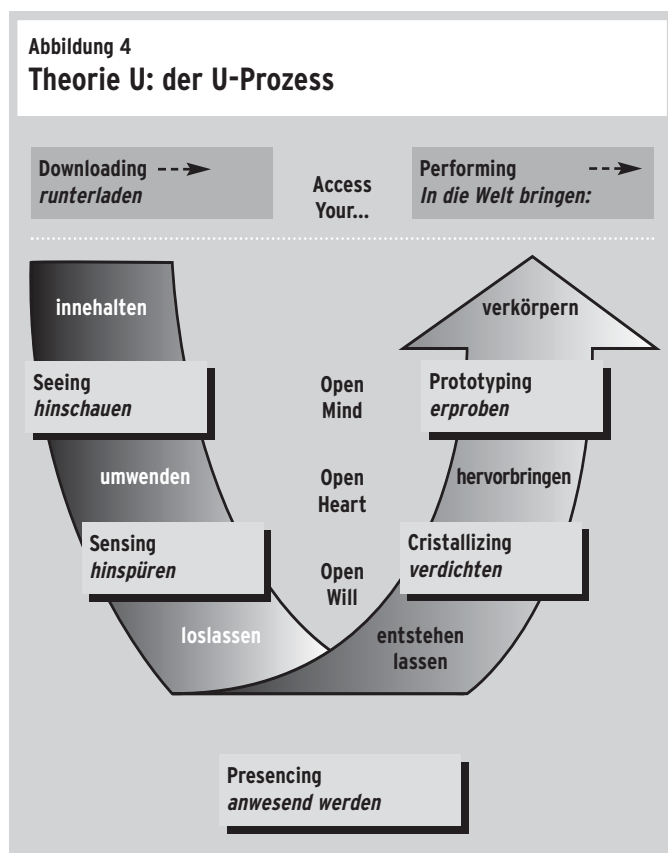 Abbildung 4
Theorie U: der U-Prozess
Downloading
runterladen
Access
Your...
Performing
In die Welt bringen:
innehalten
verkörpern
Seeing
hinschauen
Open
Mind
Prototyping
erproben
umwenden
Open
Heart
hervorbringen
Sensing
hinspüren
Open
Will
Cristallizing
verdichten
loslassen
entstehen
lassen
Presencing
anwesend werden